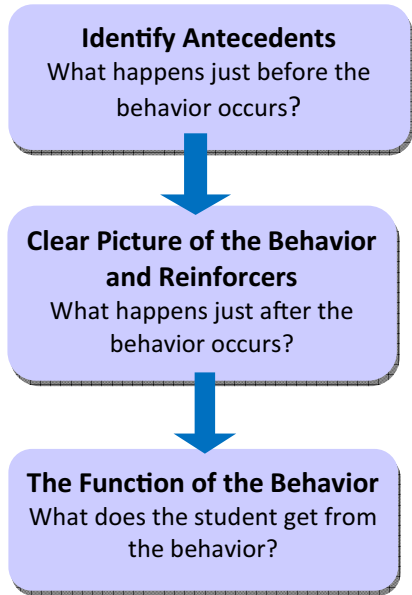 Identify Antecedents
What happens just before the
behavior occurs?
Clear Picture of the Behavior
and Reinforcers
What happens just after the
behavior occurs?
The Function of the Behavior
What does the student get from
the behavior?